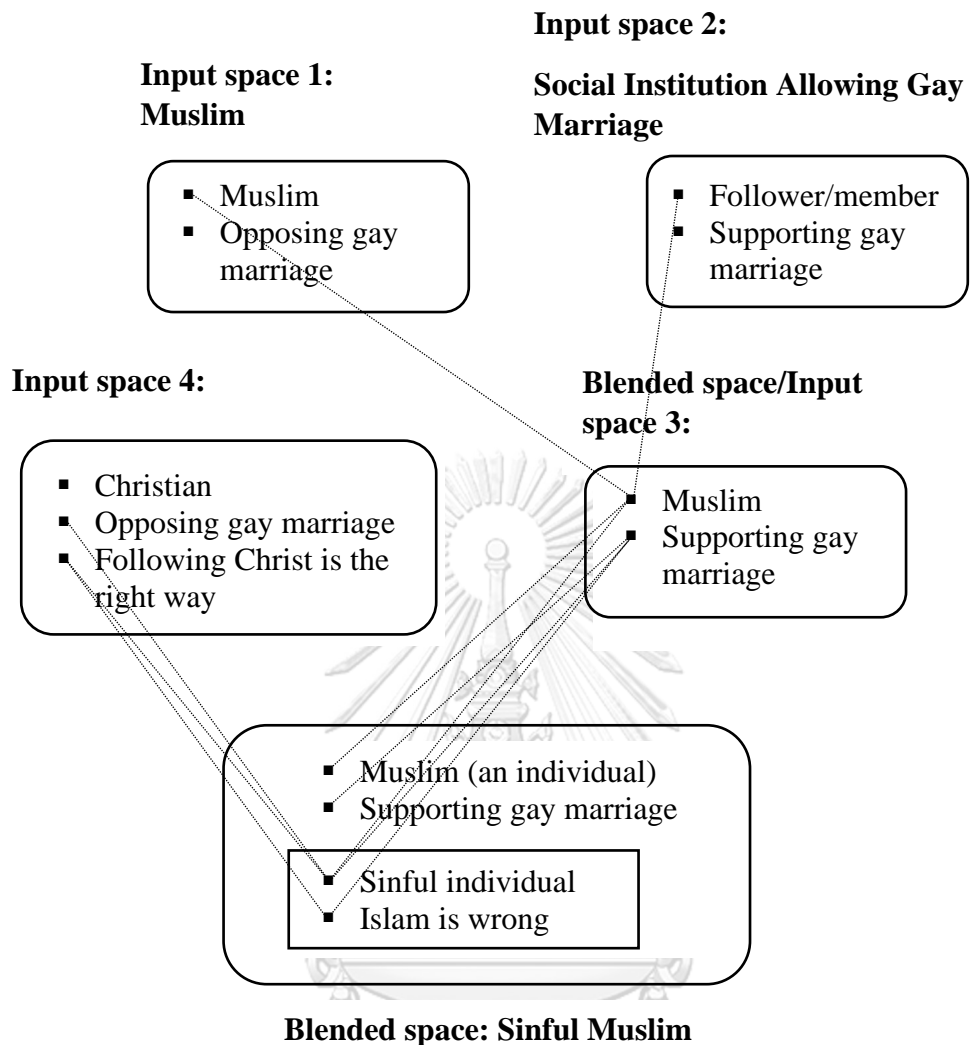 Input space 2:
Input space 1:
Muslim
Social Institution Allowing Gay
Marriage
▪ Muslim
▪ Opposing gay
marriage
▪ Follower/member
▪ Supporting gay
marriage
Input space 4:
Blended space/Input
space 3:
▪ Christian
▪ Opposing gay marriage
▪ Following Christ is the
right way
▪ Muslim
▪ Supporting gay
marriage
▪ Muslim (an individual)
▪ Supporting gay marriage
▪ Sinful individual
▪ Islam is wrong
Blended space: Sinful Muslim